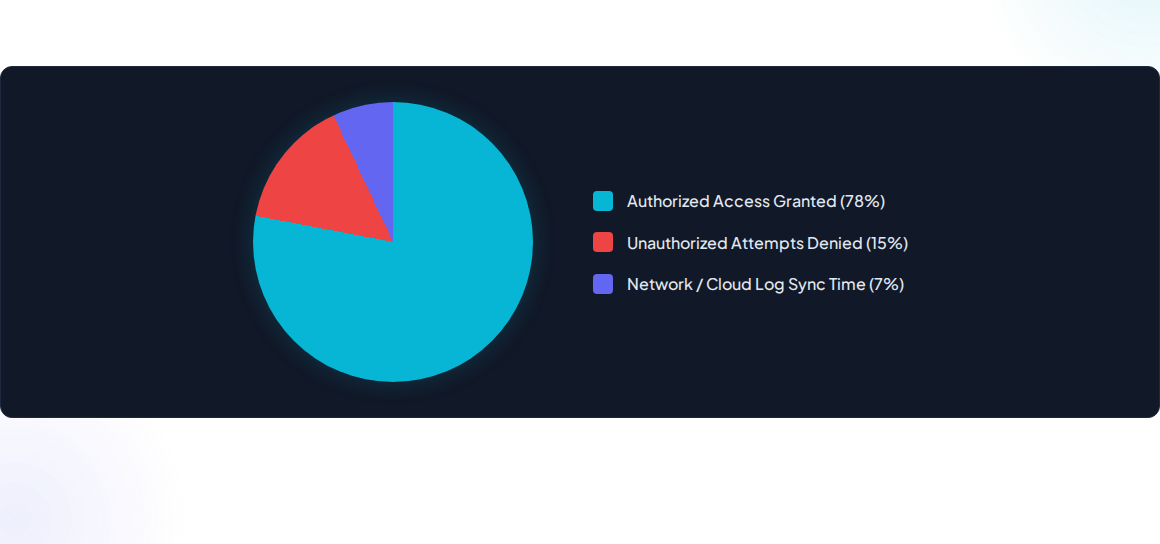 Authorized Access Granted (78%)
Unauthorized Attempts Denied (15%)
Network / Cloud Log Sync Time (7%)